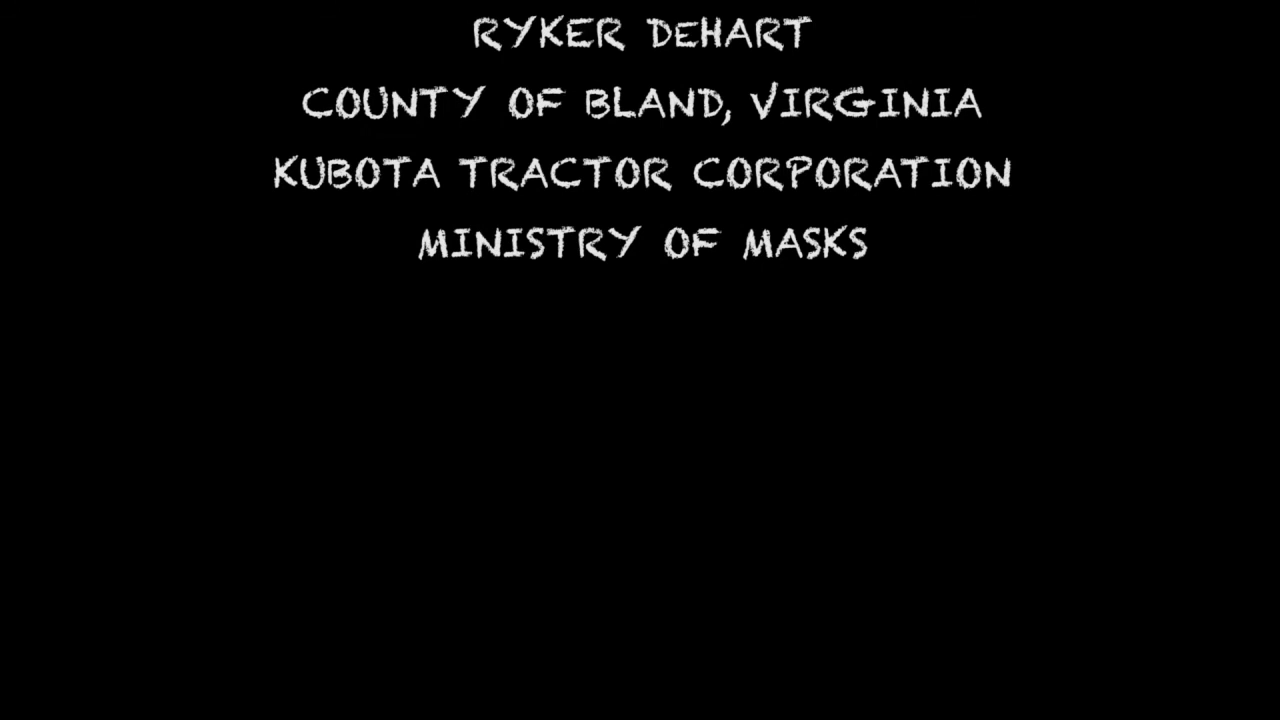 RYKER DEHART
COUNTY OF BLAND, VIRGINIA
KUBOTA TRACTOR CORPORATION
MINISTRY OF MASKS